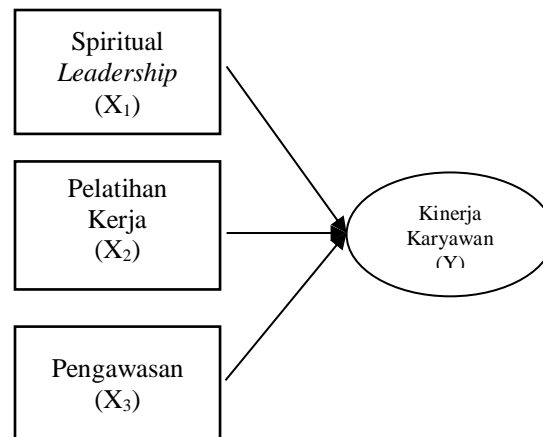 Spiritual
Leadership
(X₁)
Pelatihan
Kerja
(X₂)
Pengawasan
(X₃)
Kinerja
Karyawan
(Y)